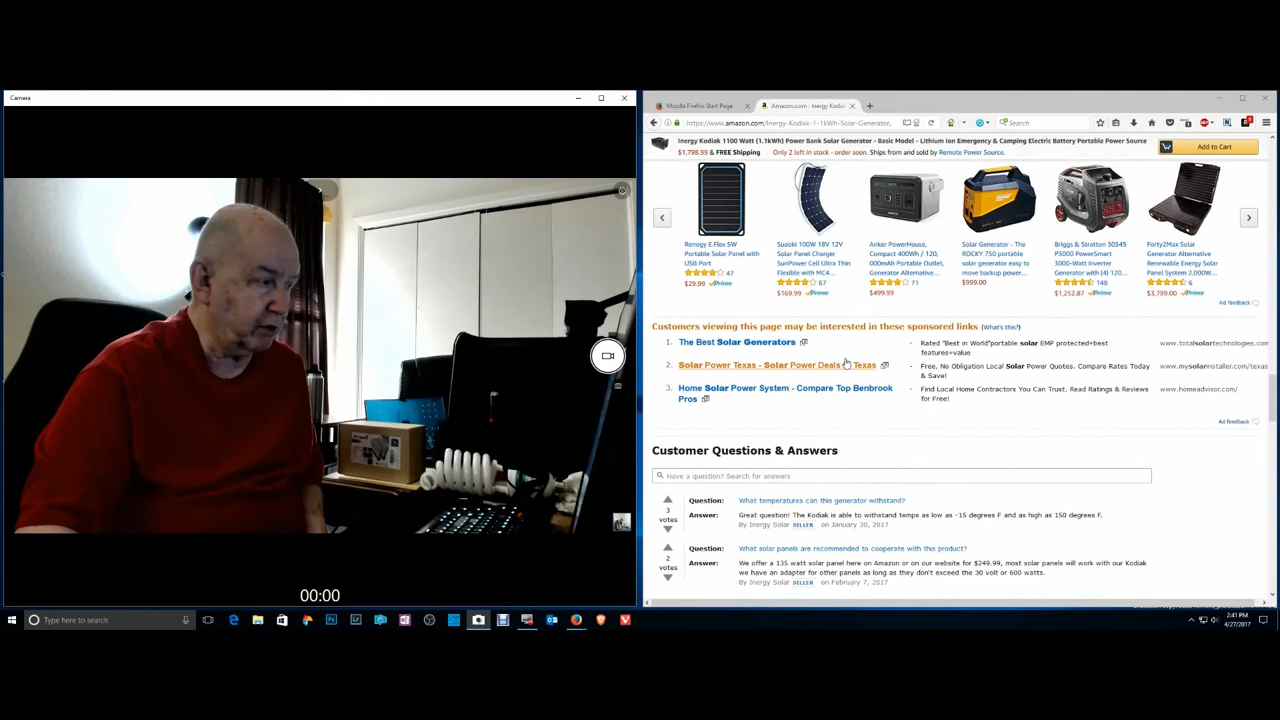 Camera
Mozilla Firefox Start Page
Amazon.com : Inergy Kodia
https://www.amazon.com/Inergy-Kodiak-1-1kWh-Solar-Generator,
Search
Inergy Kodiak 1100 Watt (1.1kWh) Power Bank Solar Generator - Basic Model - Lithium Ion Emergency & Camping Electric Battery Portable Power Source
$1,798.99 & FREE Shipping Only 2 left in stock - order soon. Ships from and sold by Remote Power Source.
Add to Cart
Renogy E.Flex 5W
Portable Solar Panel with
USB Port
47
$29.99 Prime
Suaoki 100W 18V 12V
Solar Panel Charger
SunPower Cell Ultra Thin
Flexible with MC4...
67
$169.99 Prime
Anker PowerHouse,
Compact 400Wh / 120,
000mAh Portable Outlet,
Generator Alternative...
71
$499.99
Solar Generator - The
ROCKY 750 portable
solar generator easy to
move backup power...
$999.00
Briggs & Stratton 30545
P3000 PowerSmart
3000-Watt Inverter
Generator with (4) 120...
148
$1,252.87 Prime
Forty2Max Solar
Generator Alternative
Renewable Energy Solar
Panel System 2,000W...
6
$3,799.00 Prime
Ad feedback
Customers viewing this page may be interested in these sponsored links (What's this?)
1. The Best Solar Generators
- Rated "Best in World"portable solar EMP protected+best
features+value
www.totalsolartechnologies.com
2. Solar Power Texas - Solar Power Deals Texas
- Free, No Obligation Local Solar Power Quotes. Compare Rates Today
& Save!
www.mysolarinstaller.com/texas
3. Home Solar Power System - Compare Top Benbrook
Pros
- Find Local Home Contractors You Can Trust. Read Ratings & Reviews
for Free!
www.homeadvisor.com/
Ad feedback
Customer Questions & Answers
Have a question? Search for answers
3
votes
Question: What temperatures can this generator withstand?
Answer: Great question! The Kodiak is able to withstand temps as low as -15 degrees F and as high as 150 degrees F.
By Inergy Solar SELLER on January 30, 2017
2
votes
Question: What solar panels are recommended to cooperate with this product?
Answer: We offer a 135 watt solar panel here on Amazon or on our website for $249.99, most solar panels will work with our Kodiak
we have an adapter for other panels as long as they don't exceed the 30 volt or 600 watts.
By Inergy Solar SELLER on February 7, 2017
00:00
Type here to search
2:41 PM
4/27/2017